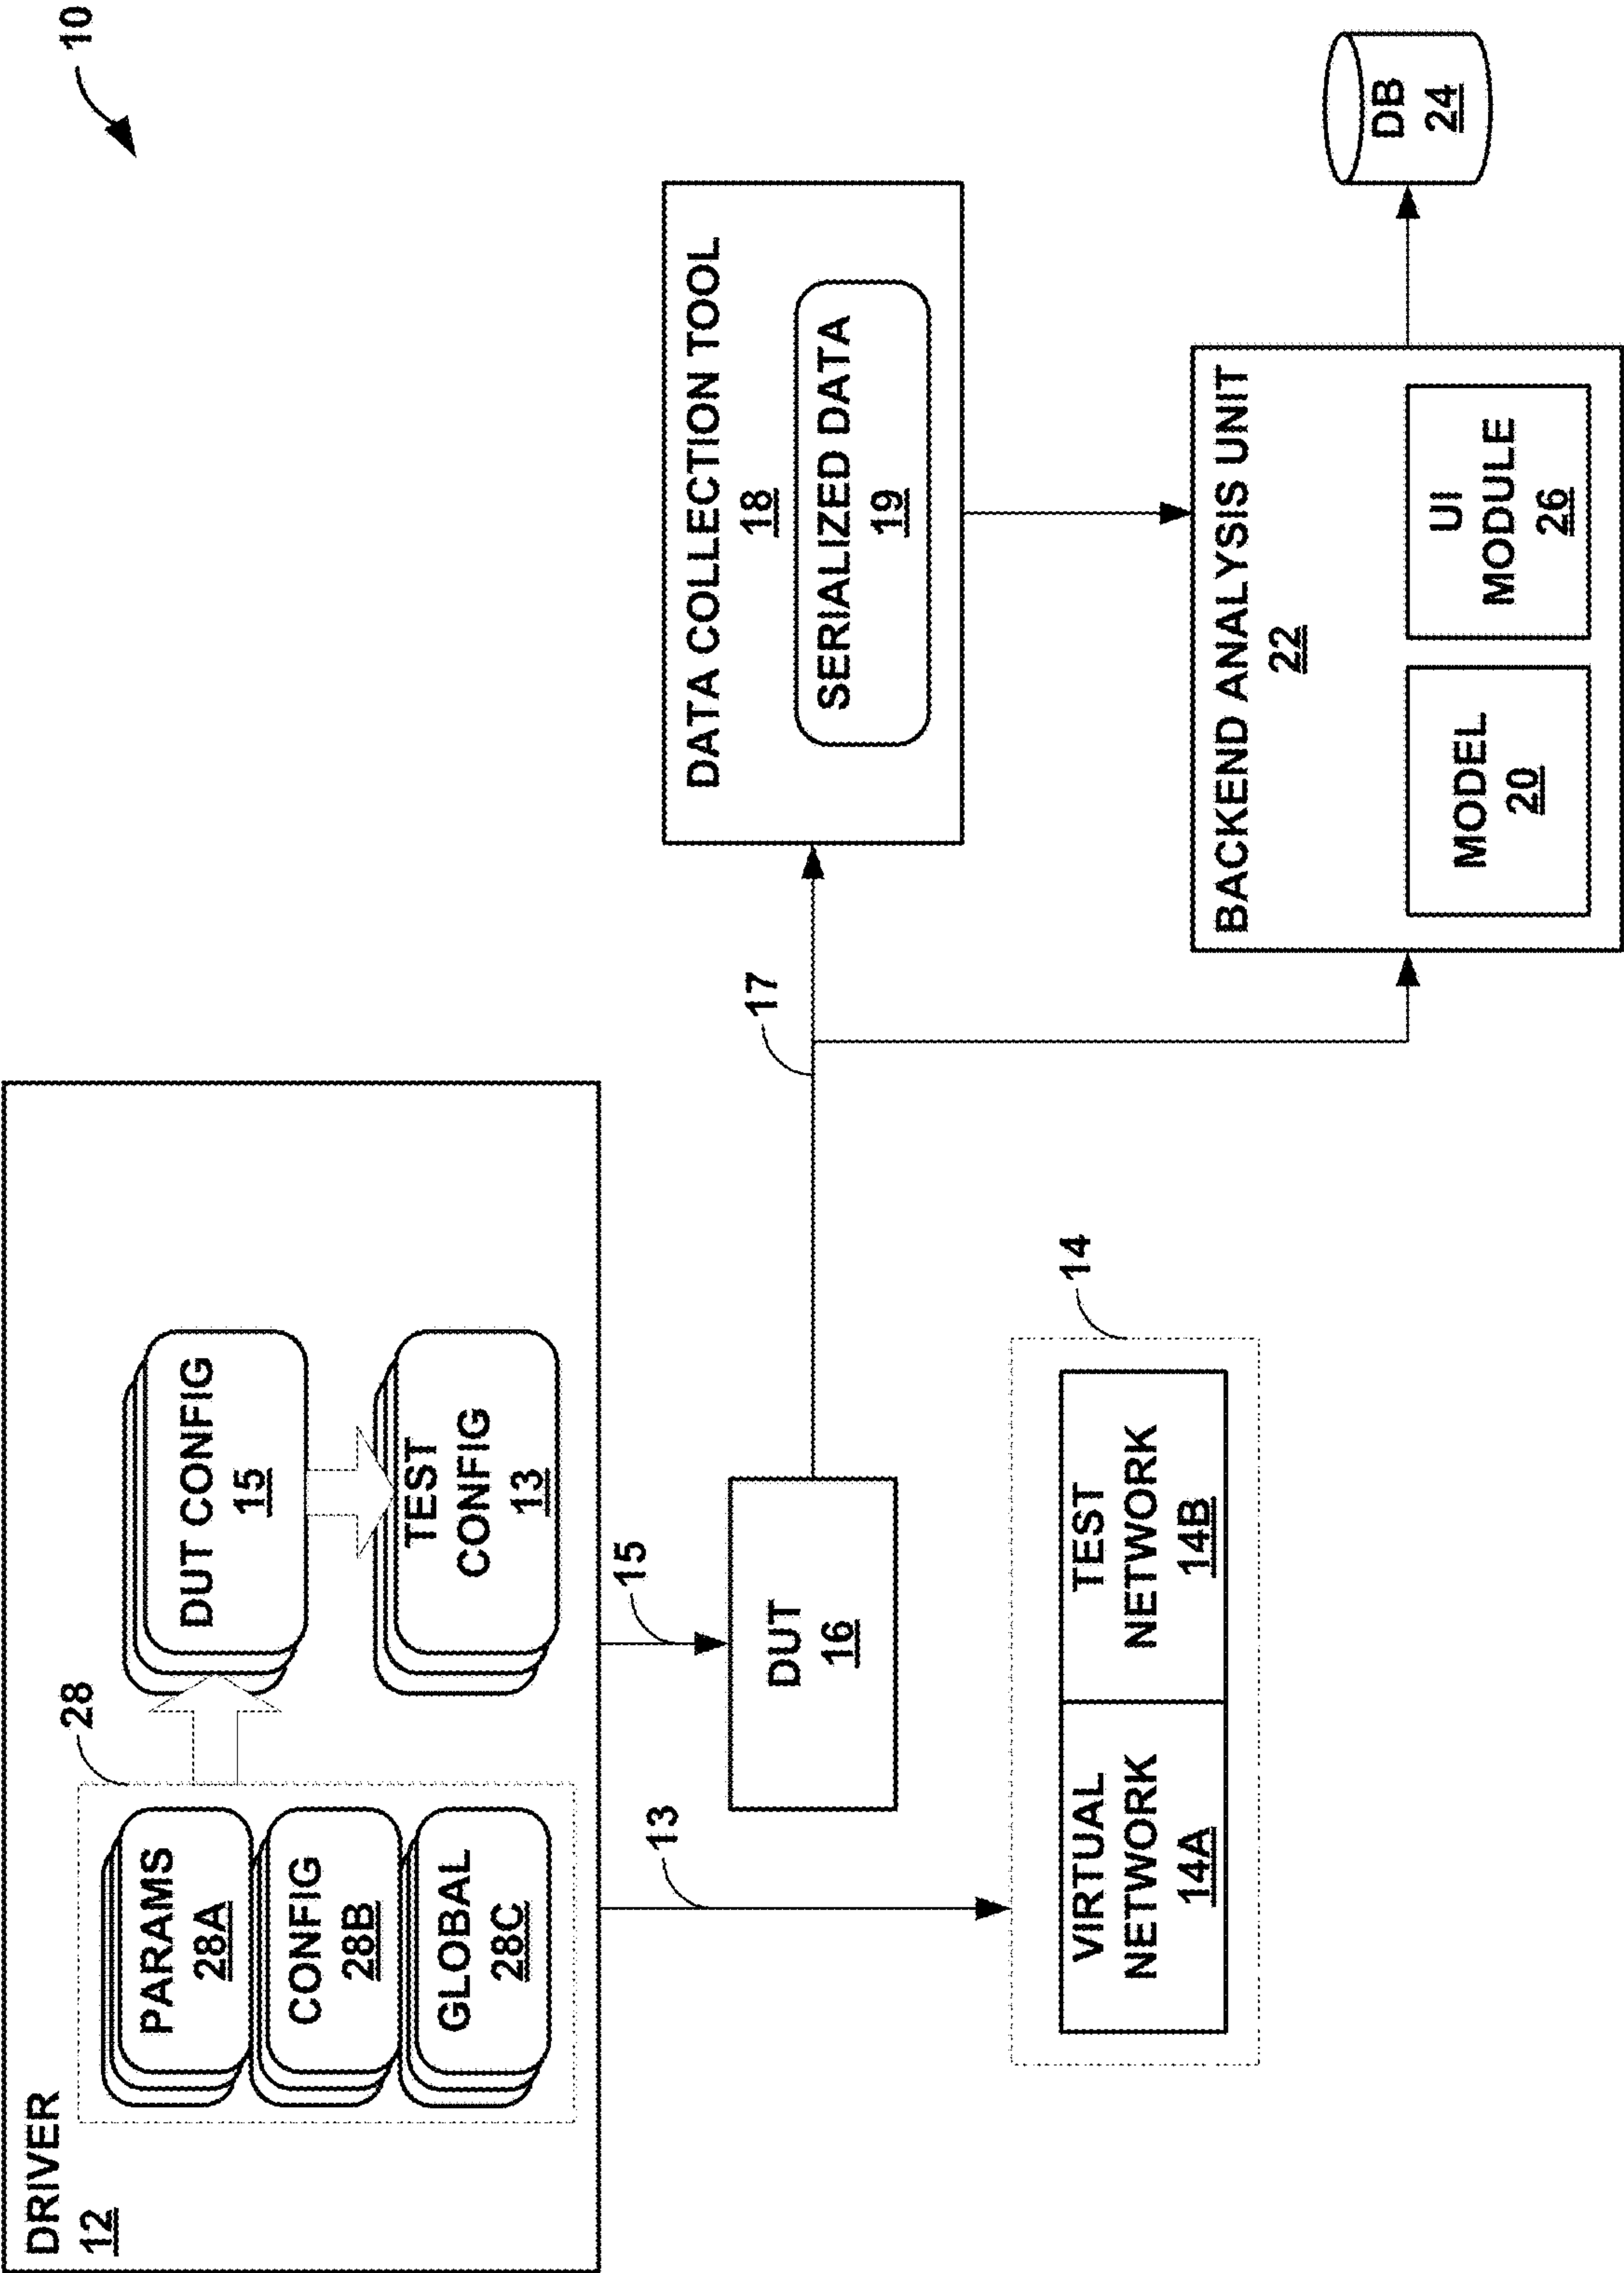 10
DRIVER
12
28
PARAMS
28A
CONFIG
28B
GLOBAL
28C
DUT CONFIG
15
TEST
CONFIG
13
13
15
DUT
16
17
14
VIRTUAL
NETWORK
14A
TEST
NETWORK
14B
DATA COLLECTION TOOL
18
SERIALIZED DATA
19
BACKEND ANALYSIS UNIT
22
MODEL
20
UI
MODULE
26
DB
24